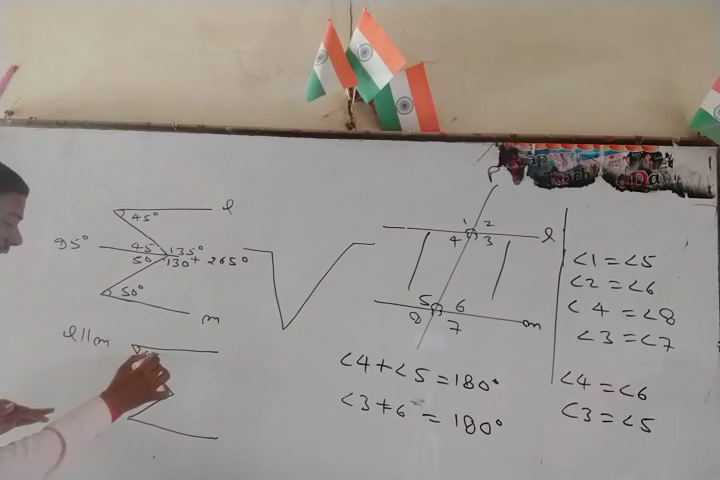 45° l
95° 45 135°
50 130 + 265°
50°
m
l||m
P
1 2
4 3 l
5 6
8 7 m
<4+<5=180°
<3+6 = 180°
<1=<5
<2=<6
<4=<8
<3=<7
<4=<6
<3=<5